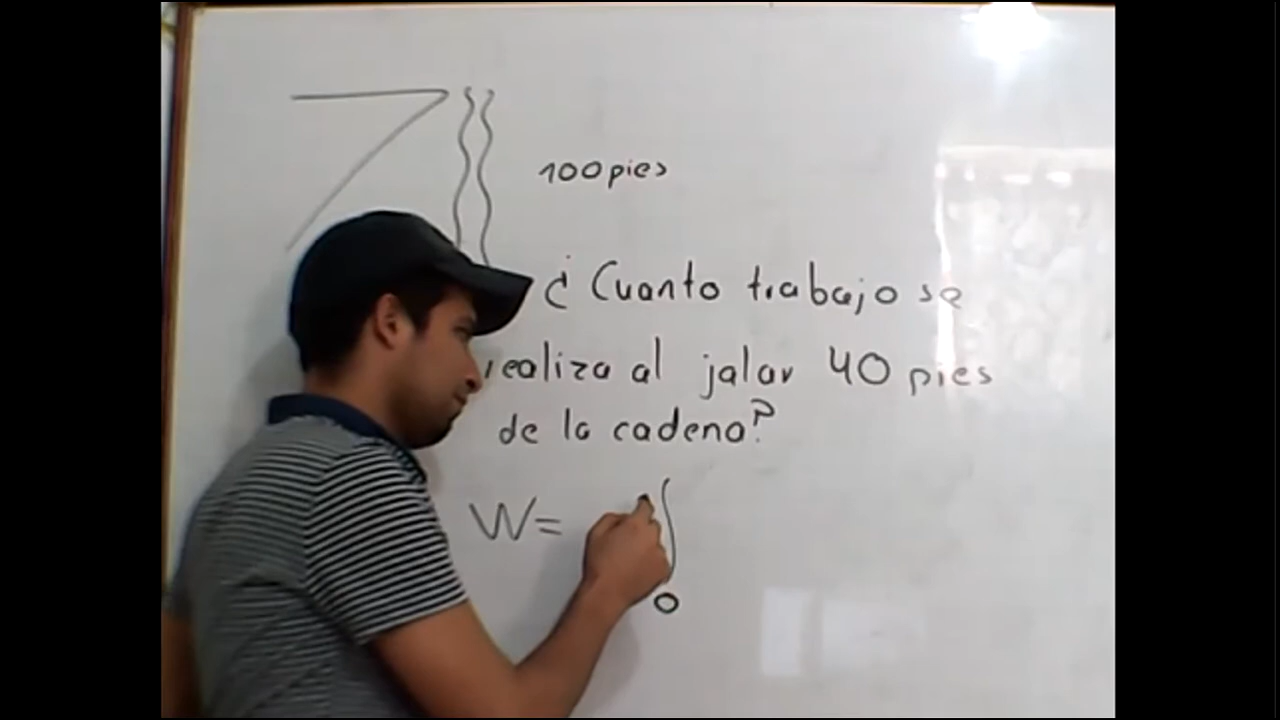 100 pies
¿Cuanto trabajo se
realiza al jalar 40 pies
de la cadena?
W= ∫
0